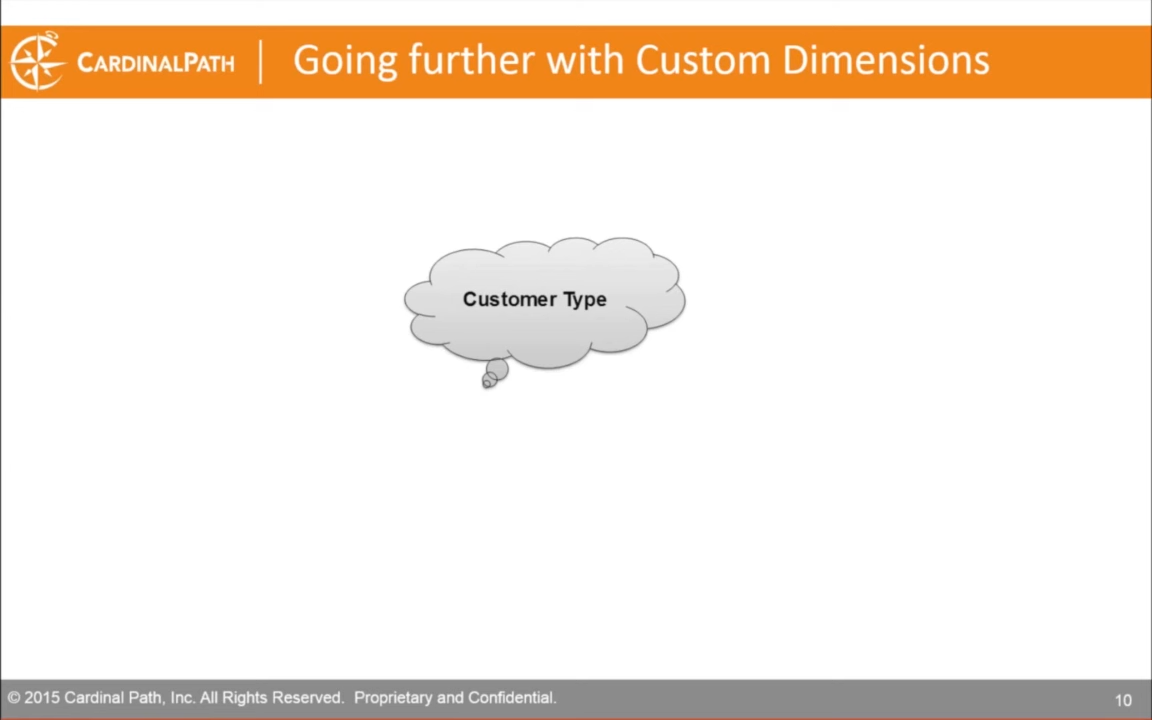 CARDINALPATH
Going further with Custom Dimensions
Customer Type
© 2015 Cardinal Path, Inc. All Rights Reserved. Proprietary and Confidential.
10